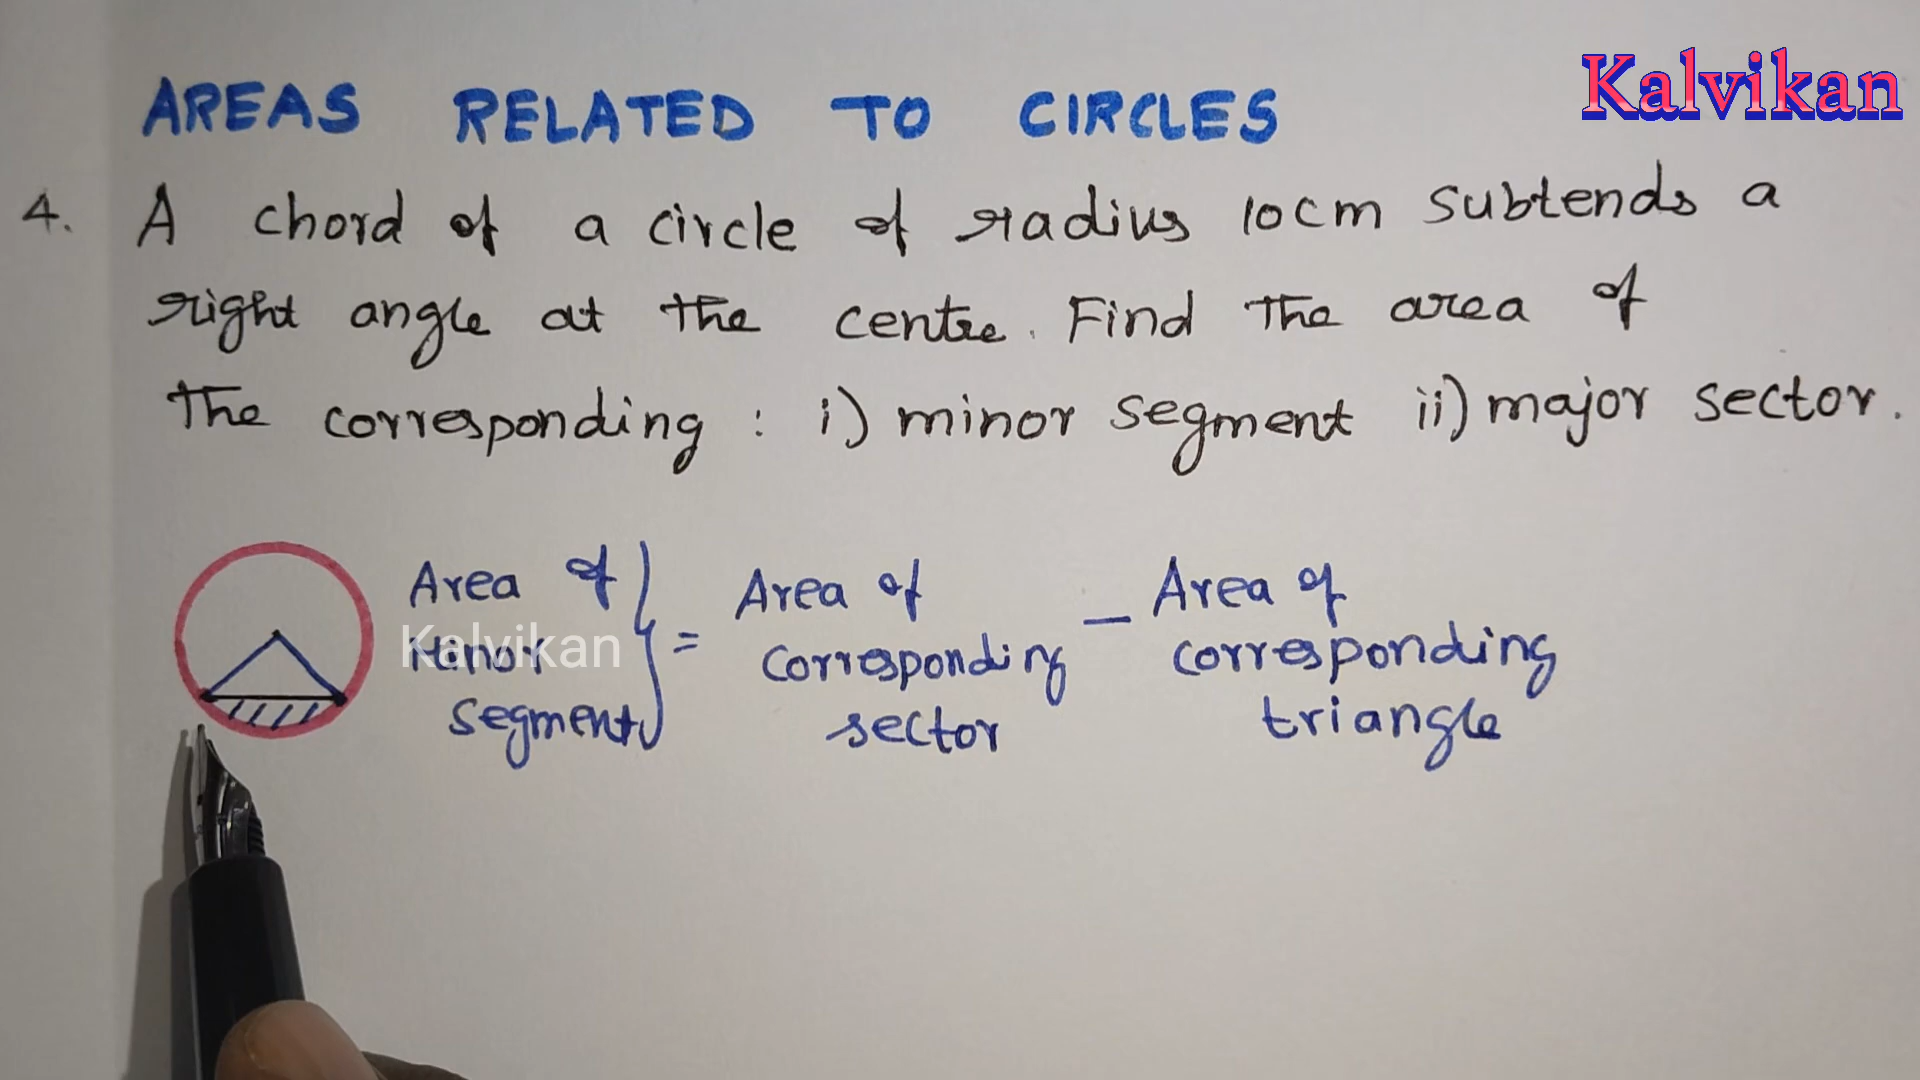 Kalvikan
AREAS RELATED TO CIRCLES
4. A chord of a circle of radius 10cm subtends a
right angle at the centre. Find the area of
the corresponding : i) minor segment ii) major sector.
Area of
minor
segment
Kalvikan
=
Area of
corresponding
sector
–
Area of
corresponding
triangle